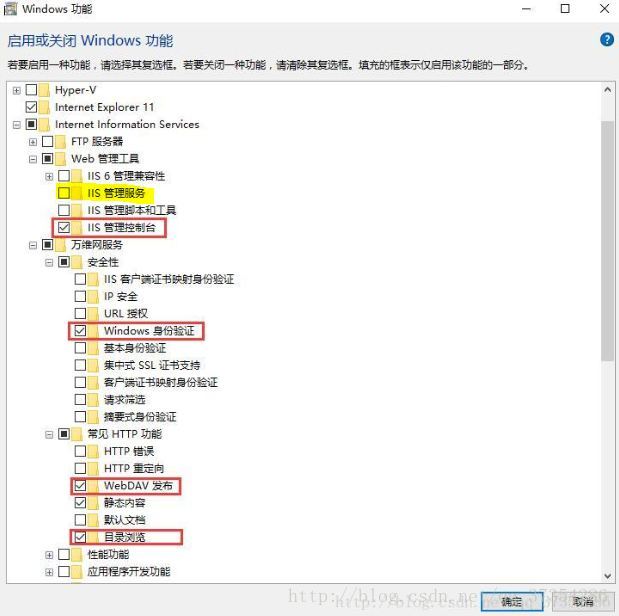 Windows 功能
启用或关闭 Windows 功能
若要启用一种功能，请选择其复选框。若要关闭一种功能，请清除其复选框。填充的框表示仅启用该功能的一部分。
Hyper-V
Internet Explorer 11
Internet Information Services
FTP 服务器
Web 管理工具
IIS 6 管理兼容性
IIS 管理服务
IIS 管理脚本和工具
IIS 管理控制台
万维网服务
安全性
IIS 客户端证书映射身份验证
IP 安全
URL 授权
Windows 身份验证
基本身份验证
集中式 SSL 证书支持
客户端证书映射身份验证
请求筛选
摘要式身份验证
常见 HTTP 功能
HTTP 错误
HTTP 重定向
WebDAV 发布
静态内容
默认文档
目录浏览
性能功能
应用程序开发功能
确定
取消